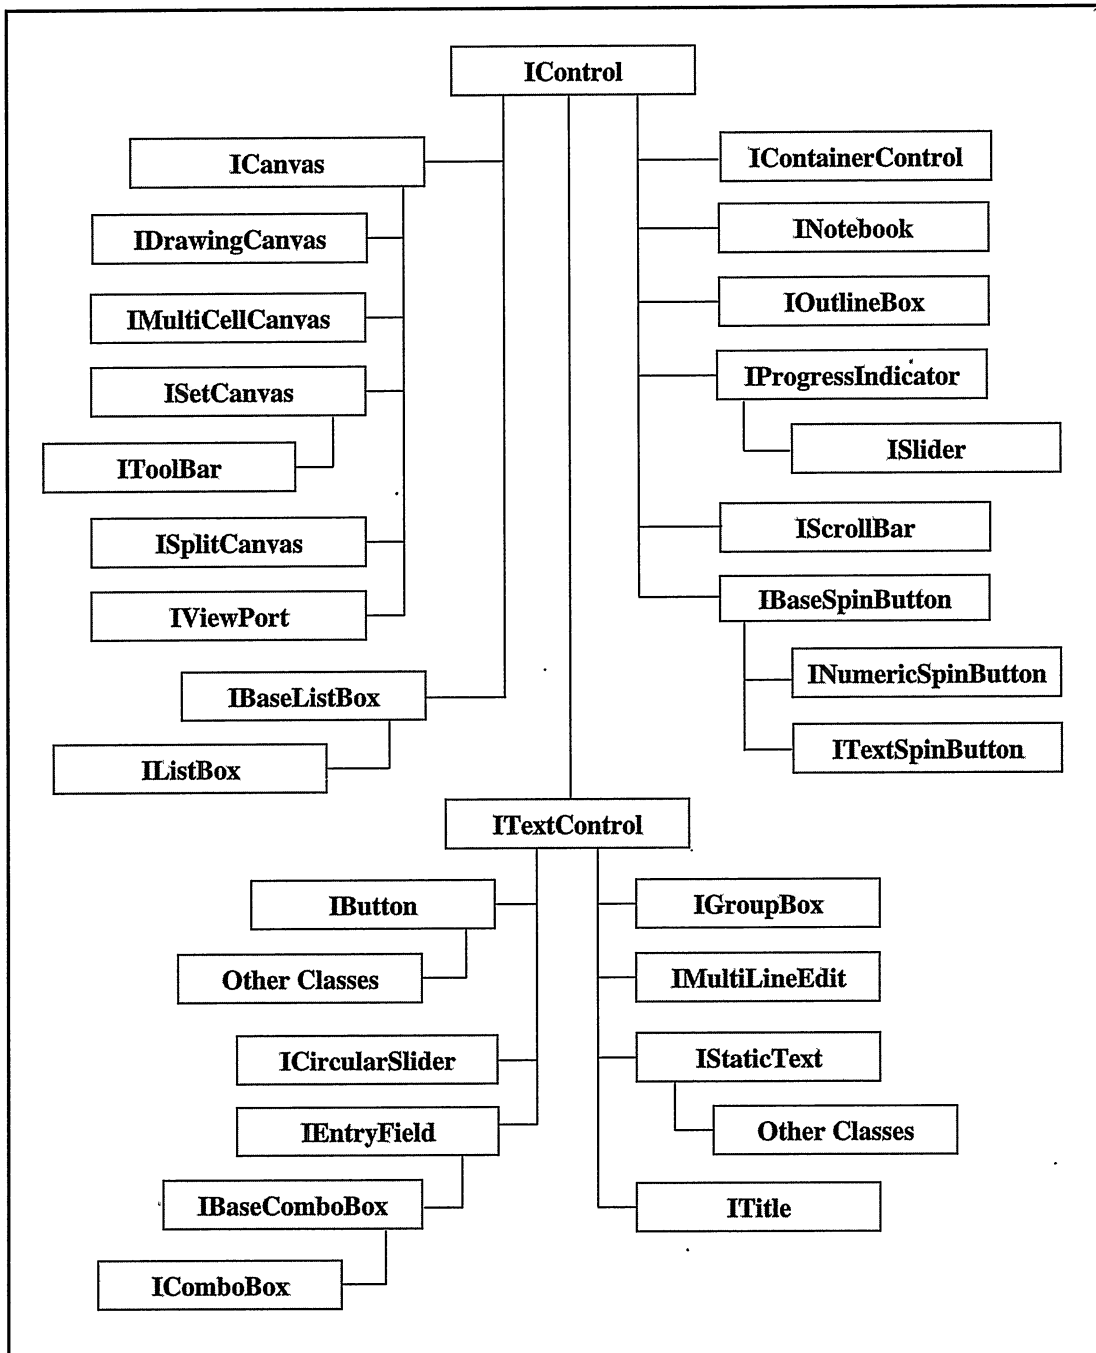 IControl
ICanvas
IDrawingCanvas
IMultiCellCanvas
ISetCanvas
IToolBar
ISplitCanvas
IViewPort
IBaseListBox
IListBox
IContainerControl
INotebook
IOutlineBox
IProgressIndicator
ISlider
IScrollBar
IBaseSpinButton
INumericSpinButton
ITextSpinButton
ITextControl
IButton
Other Classes
ICircularSlider
IEntryField
IBaseComboBox
IComboBox
IGroupBox
IMultiLineEdit
IStaticText
Other Classes
ITitle